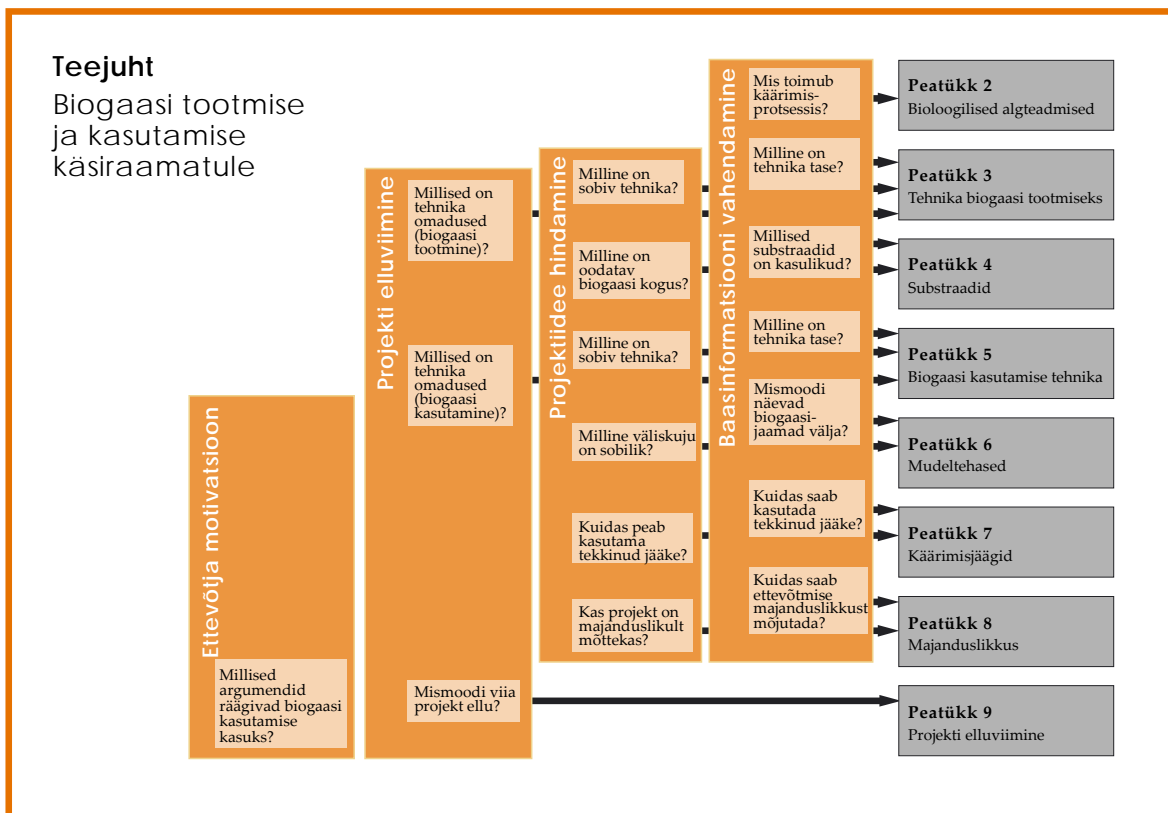 Teejuht
Biogaasi tootmise
ja kasutamise
käsiraamatule
Ettevõtja motivatsioon
Millised
argumendid
räägivad biogaasi
kasutamise
kasuks?
Projekti elluviimine
Millised on
tehnika
omadused
(biogaasi
tootmine)?
Millised on
tehnika
omadused
(biogaasi
kasutamine)?
Mismoodi viia
projekt ellu?
Projektiidee hindamine
Milline on
sobiv tehnika?
Milline on
oodatav
biogaasi kogus?
Milline on
sobiv tehnika?
Milline väliskuju
on sobilik?
Kuidas peab
kasutama
tekkinud jääke?
Kas projekt on
majanduslikult
mõttekas?
Baasinformatsiooni vahendamine
Mis toimub
käärimis-
protsessis?
Milline on
tehnika tase?
Millised
substraadid
on kasulikud?
Milline on
tehnika tase?
Mismoodi
näevad
biogaasi-
jaamad välja?
Kuidas saab
kasutada
tekkinud jääke?
Kuidas saab
ettevõtmise
majanduslikkust
mõjutada?
Peatükk 2
Bioloogilised algteadmised
Peatükk 3
Tehnika biogaasi tootmiseks
Peatükk 4
Substraadid
Peatükk 5
Biogaasi kasutamise tehnika
Peatükk 6
Mudeltehased
Peatükk 7
Käärimisjäägid
Peatükk 8
Majanduslikkus
Peatükk 9
Projekti elluviimine